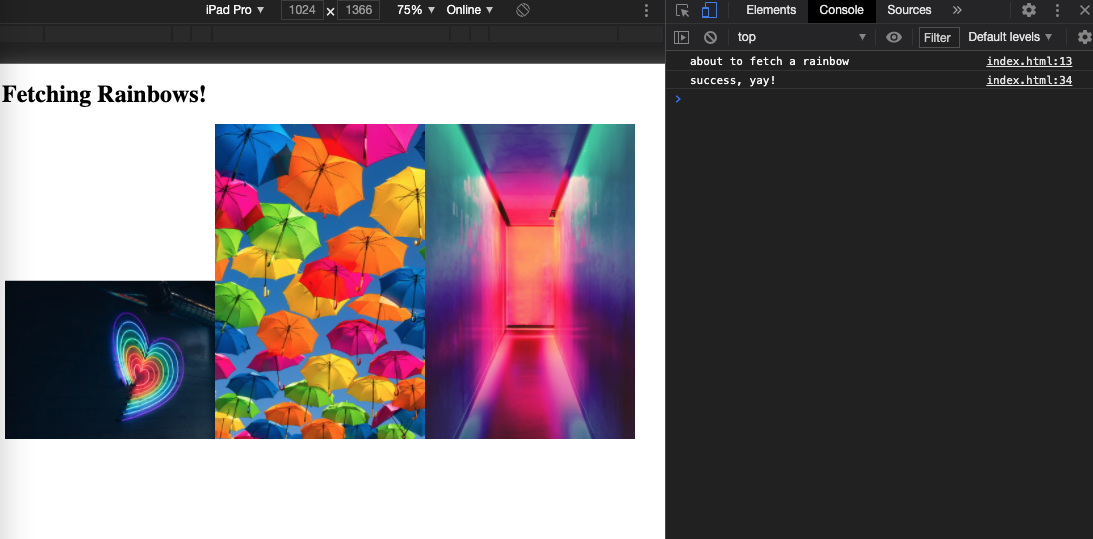 iPad Pro ▼ 1024 × 1366 75% ▼ Online ▼
Elements Console Sources »
top ▼ Filter Default levels ▼
Fetching Rainbows!
about to fetch a rainbow index.html:13
success, yay! index.html:34